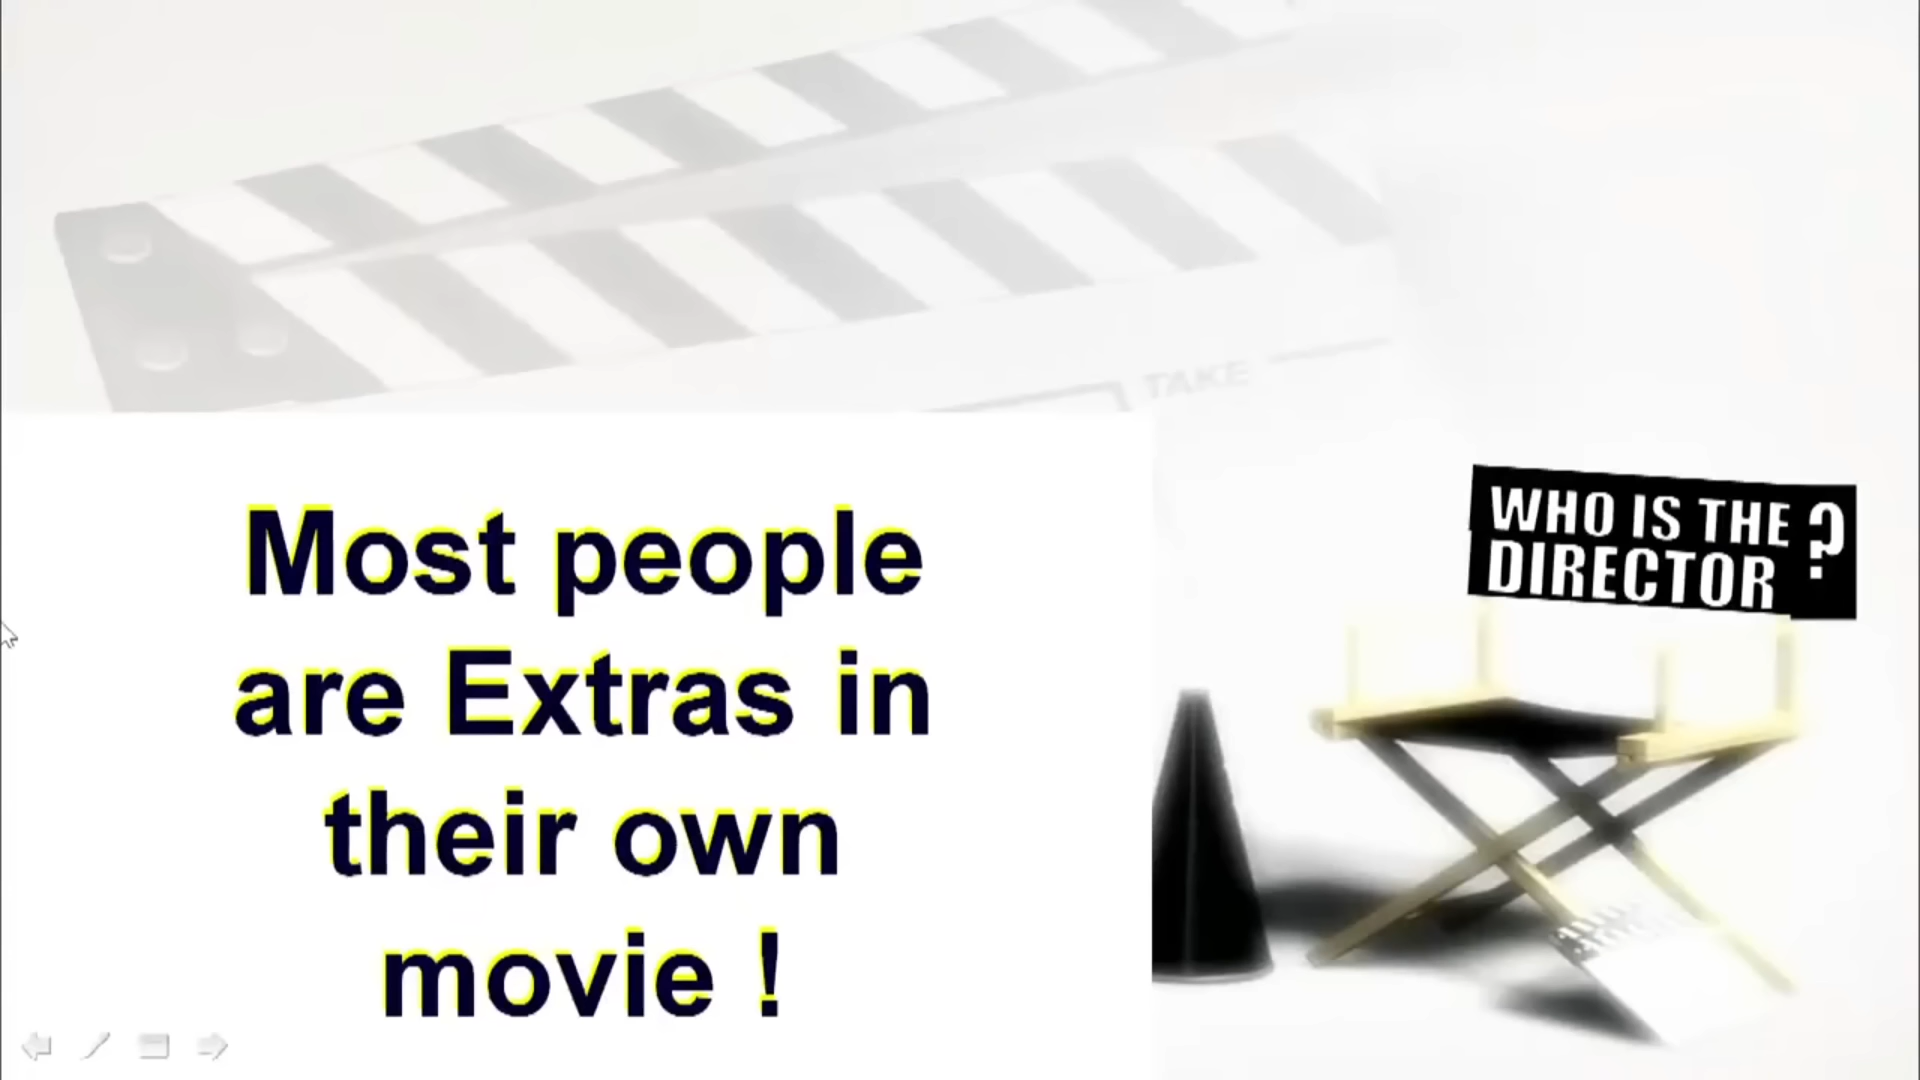 TAKE
WHO IS THE ?
DIRECTOR
Most people
are Extras in
their own
movie !